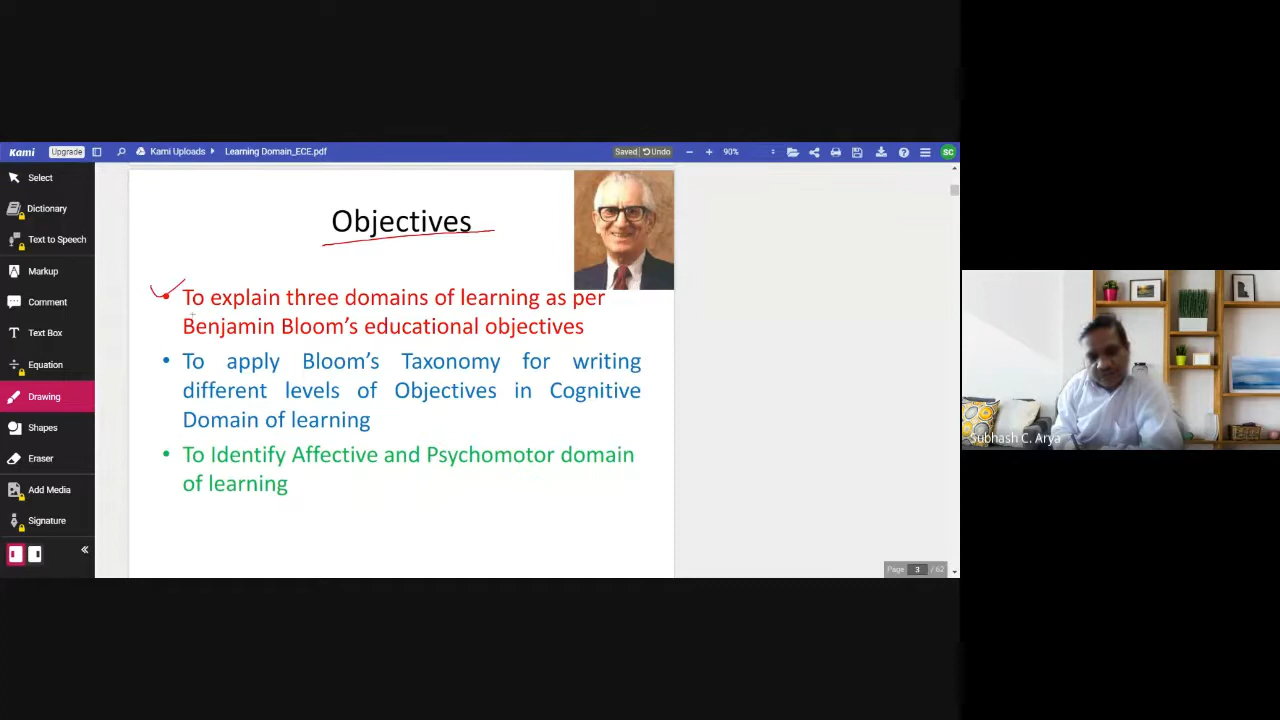 Kami Upgrade Kami Uploads Learning Domain_ECE.pdf Saved Undo 90% SC
Select
Dictionary
Text to Speech
Markup
Comment
Text Box
Equation
Drawing
Shapes
Eraser
Add Media
Signature
Objectives
• To explain three domains of learning as per
Benjamin Bloom's educational objectives
• To apply Bloom's Taxonomy for writing
different levels of Objectives in Cognitive
Domain of learning
• To Identify Affective and Psychomotor domain
of learning
Page 3 / 62
Subhash C. Arya